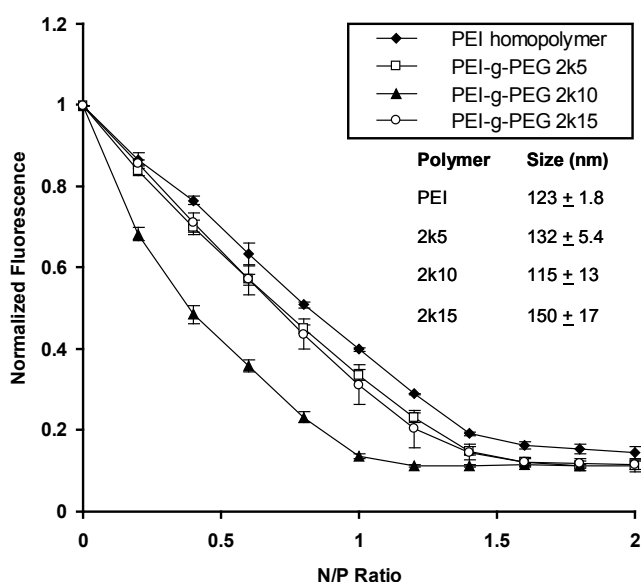 1.2
1
0.8
0.6
0.4
0.2
0
0
0.5
1
1.5
2
Normalized Fluorescence
N/P Ratio
PEI homopolymer
PEI-g-PEG 2k5
PEI-g-PEG 2k10
PEI-g-PEG 2k15
Polymer Size (nm)
PEI 123 ± 1.8
2k5 132 ± 5.4
2k10 115 ± 13
2k15 150 ± 17